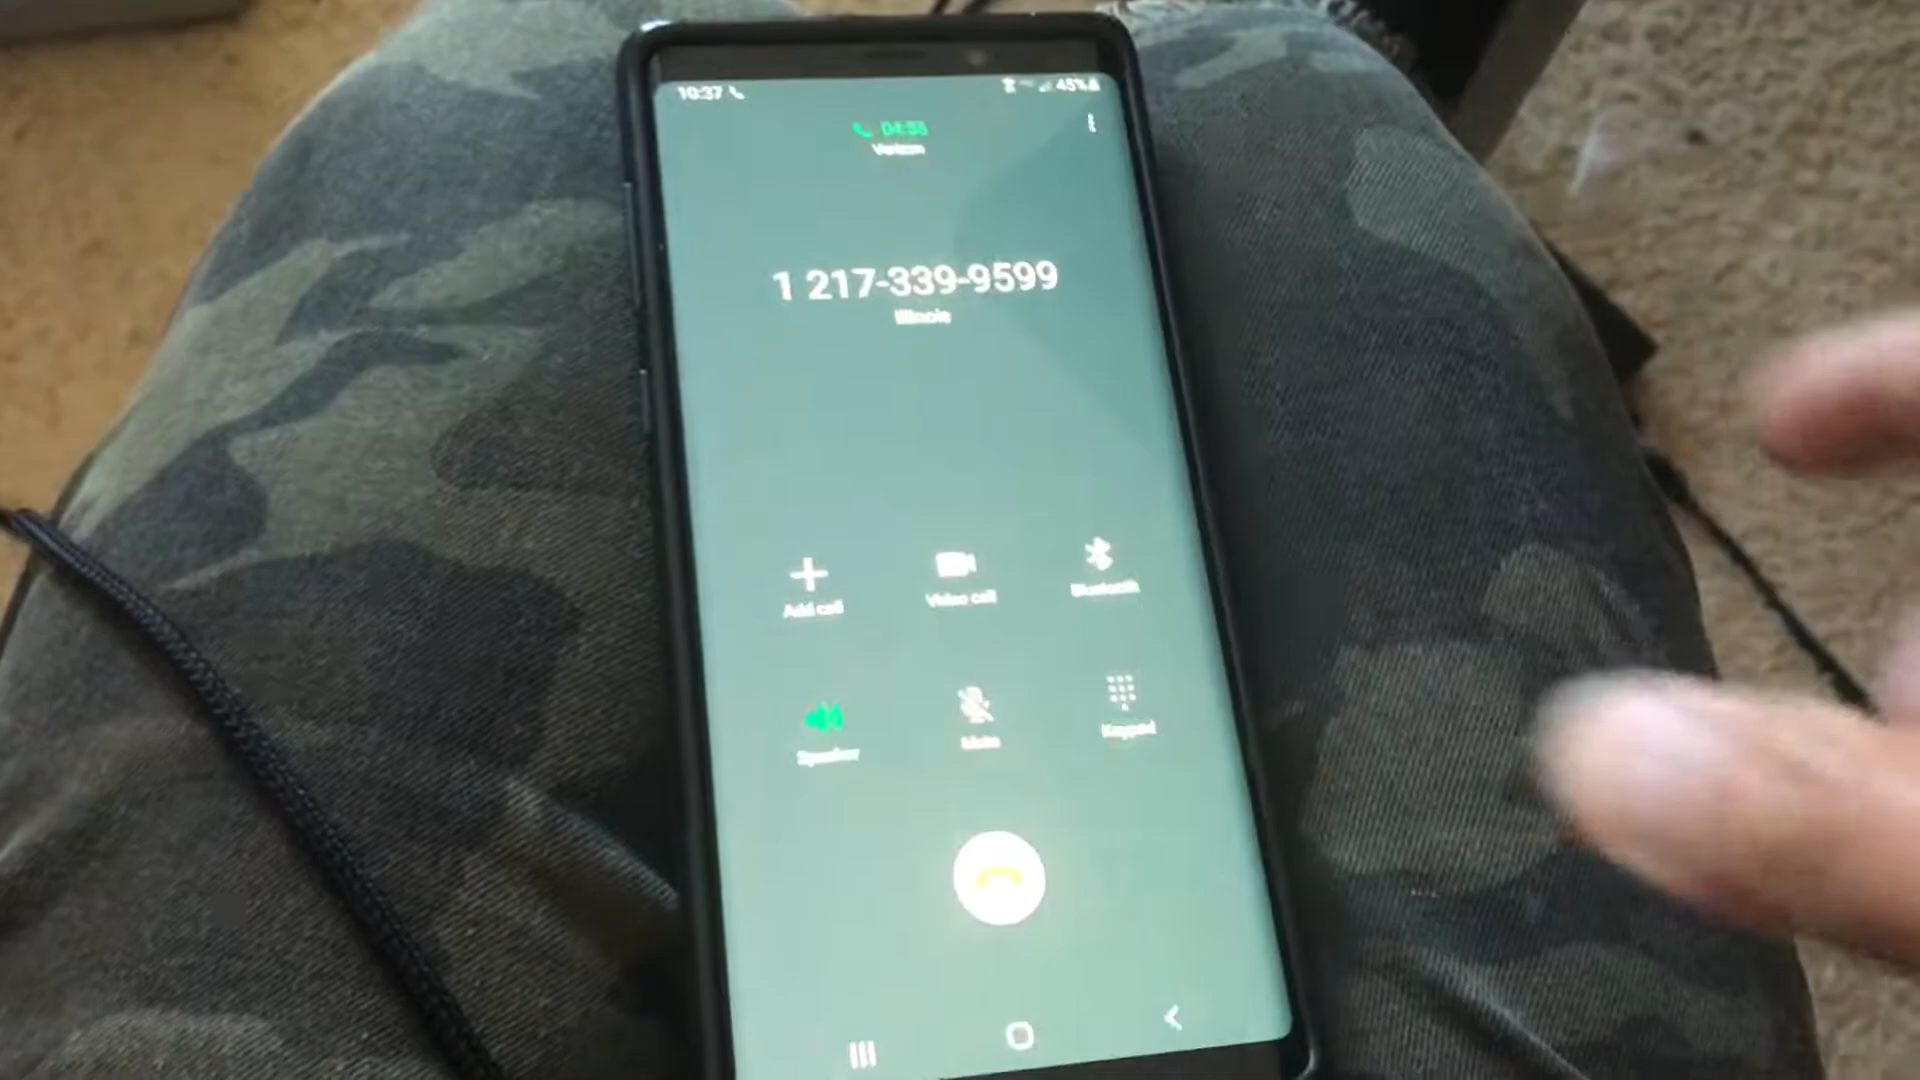 10:37
45%
04:58
Verizon
1 217-339-9599
Illinois
Add call
Video call
Bluetooth
Speaker
Mute
Keypad